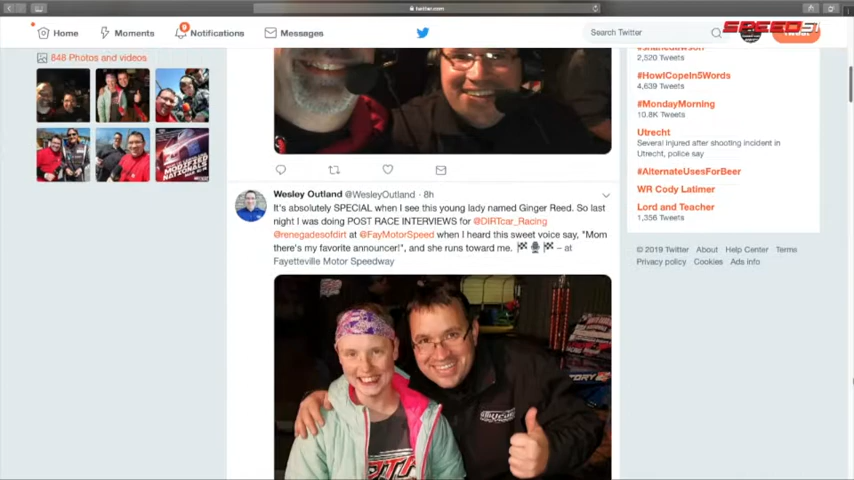 twitter.com
Home
Moments
9
Notifications
Messages
Search Twitter
SPEED51
848 Photos and videos
2,520 Tweets
#HowICopeIn5Words
4,639 Tweets
#MondayMorning
10.8K Tweets
Utrecht
Several injured after shooting incident in
Utrecht, police say
#AlternateUsesForBeer
WR Cody Latimer
Lord and Teacher
1,356 Tweets
© 2019 Twitter About Help Center Terms
Privacy policy Cookies Ads info
Wesley Outland @WesleyOutland · 8h
It's absolutely SPECIAL when I see this young lady named Ginger Reed. So last
night I was doing POST RACE INTERVIEWS for @DIRTcar_Racing
@renegadesofdirt at @FayMotorSpeed when I heard this sweet voice say, "Mom
there's my favorite announcer!", and she runs toward me. – at
Fayetteville Motor Speedway